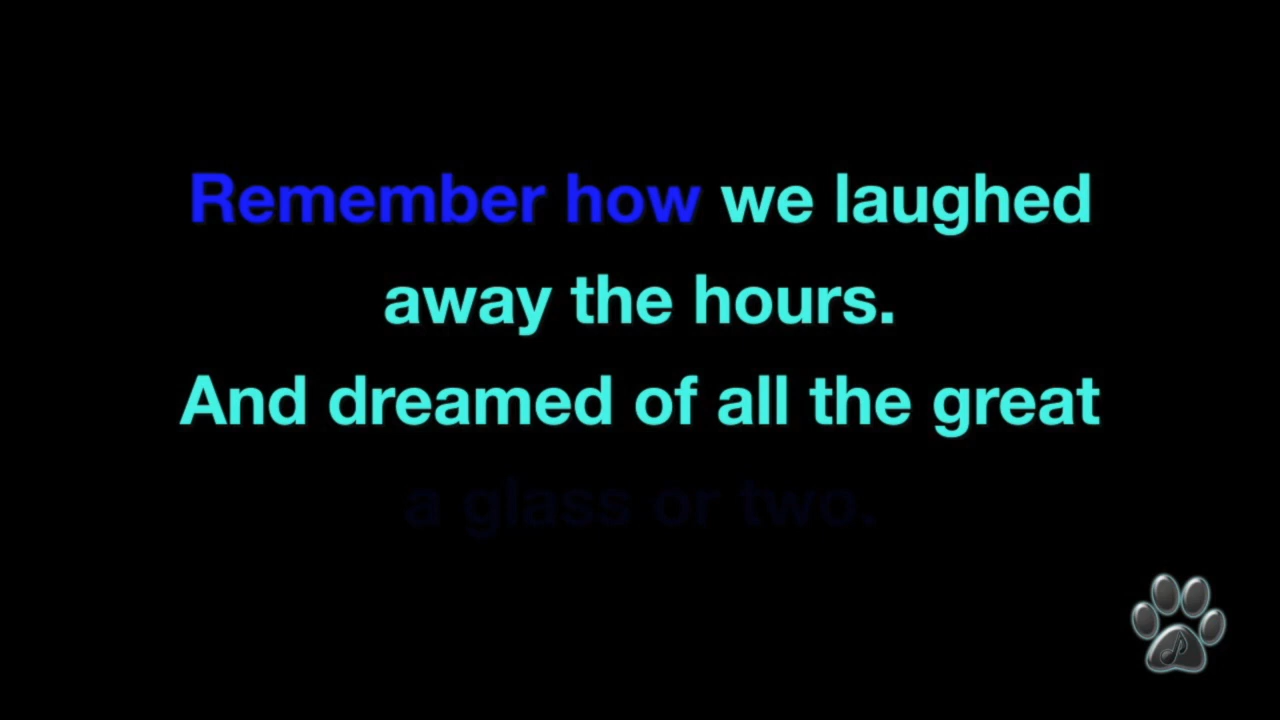 Remember how we laughed
away the hours.
And dreamed of all the great
a glass or two.